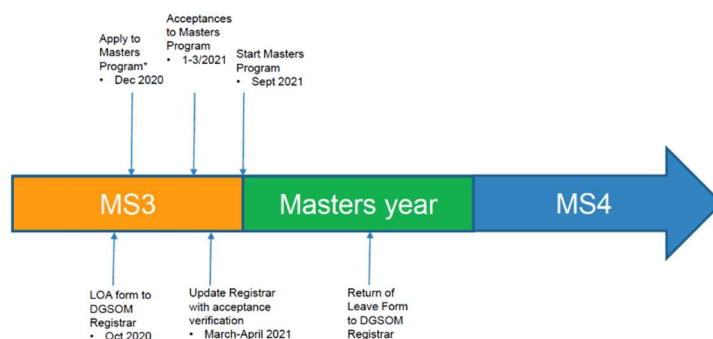 Apply to
Masters
Program*
• Dec 2020
Acceptances
to Masters
Program
• 1-3/2021
Start Masters
Program
• Sept 2021
MS3
Masters year
MS4
LOA form to
DGSOM
Registrar
• Oct 2020
Update Registrar
with acceptance
verification
• March-April 2021
Return of
Leave Form
to DGSOM
Registrar